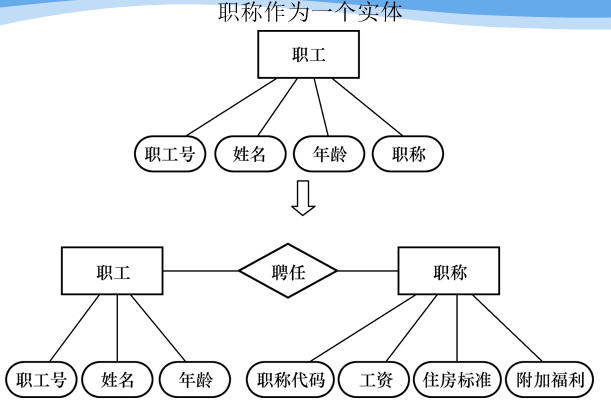 职称作为一个实体
职工
职工号 姓名 年龄 职称
职工 聘任 职称
职工号 姓名 年龄 职称代码 工资 住房标准 附加福利